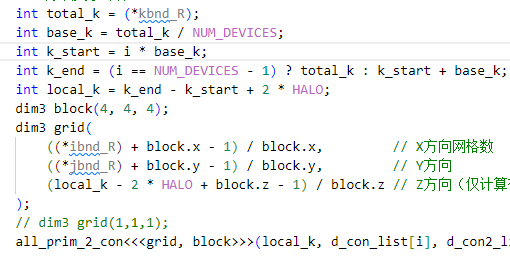 int total_k = (*kbnd_R);
int base_k = total_k / NUM_DEVICES;
int k_start = i * base_k;
int k_end = (i == NUM_DEVICES - 1) ? total_k : k_start + base_k;
int local_k = k_end - k_start + 2 * HALO;
dim3 block(4, 4, 4);
dim3 grid(
((*ibnd_R) + block.x - 1) / block.x, // X方向网格数
((*jbnd_R) + block.y - 1) / block.y, // Y方向
(local_k - 2 * HALO + block.z - 1) / block.z // Z方向（仅计算
);
// dim3 grid(1,1,1);
all_prim_2_con<<<grid, block>>>(local_k, d_con_list[i], d_con2_l